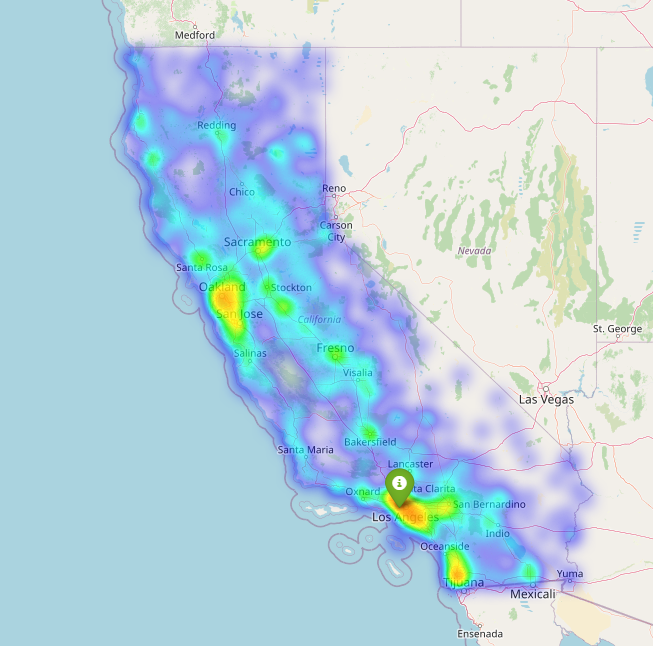 Medford
Redding
Chico
Reno
Carson
City
Sacramento
Nevada
Santa Rosa
Oakland
Stockton
San Jose
California
St. George
Salinas
Fresno
Visalia
Las Vegas
Bakersfield
Santa Maria
Lancaster
ta Clarita
Oxnard
San Bernardino
Los Angeles
Indio
Oceanside
Yuma
Tijuana
Mexicali
Ensenada